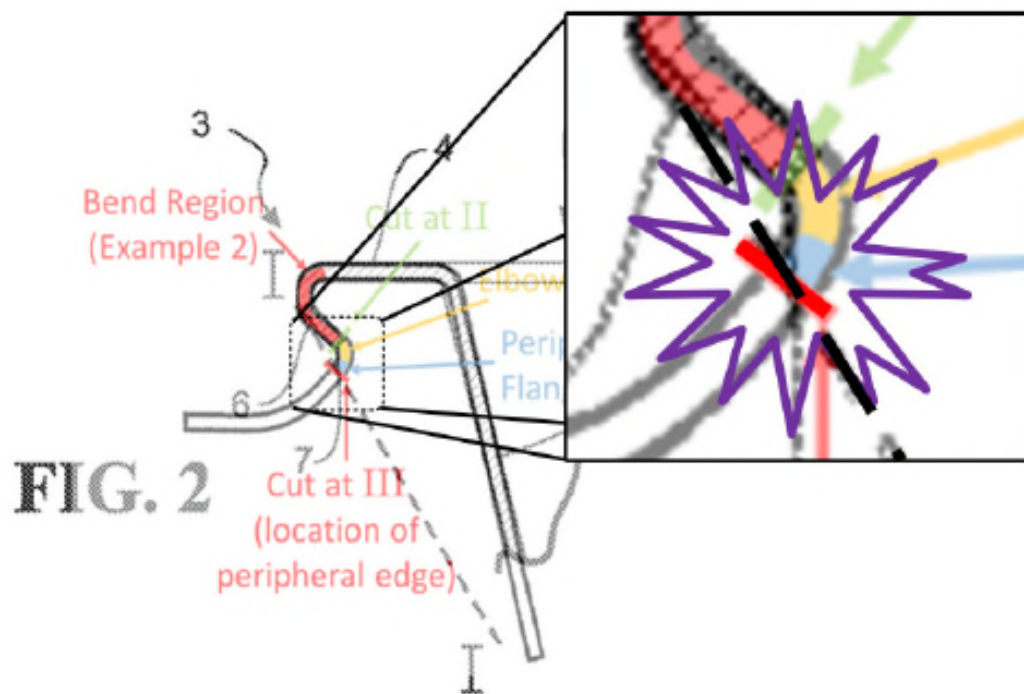 3
4
Bend Region
(Example 2)
Cut at II
I
Elbow
Perip
Flan
6
7
FIG. 2
Cut at III
(location of
peripheral edge)
I